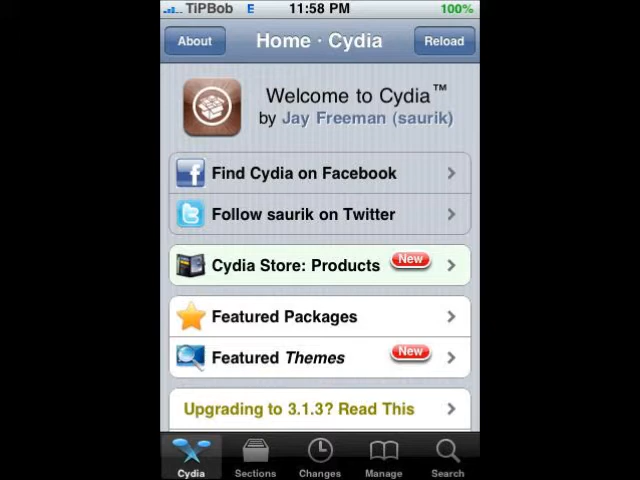 TiPBob E 11:58 PM 100%
About Home · Cydia Reload
Welcome to Cydia™
by Jay Freeman (saurik)
Find Cydia on Facebook
Follow saurik on Twitter
Cydia Store: Products New
Featured Packages
Featured Themes New
Upgrading to 3.1.3? Read This
Cydia Sections Changes Manage Search